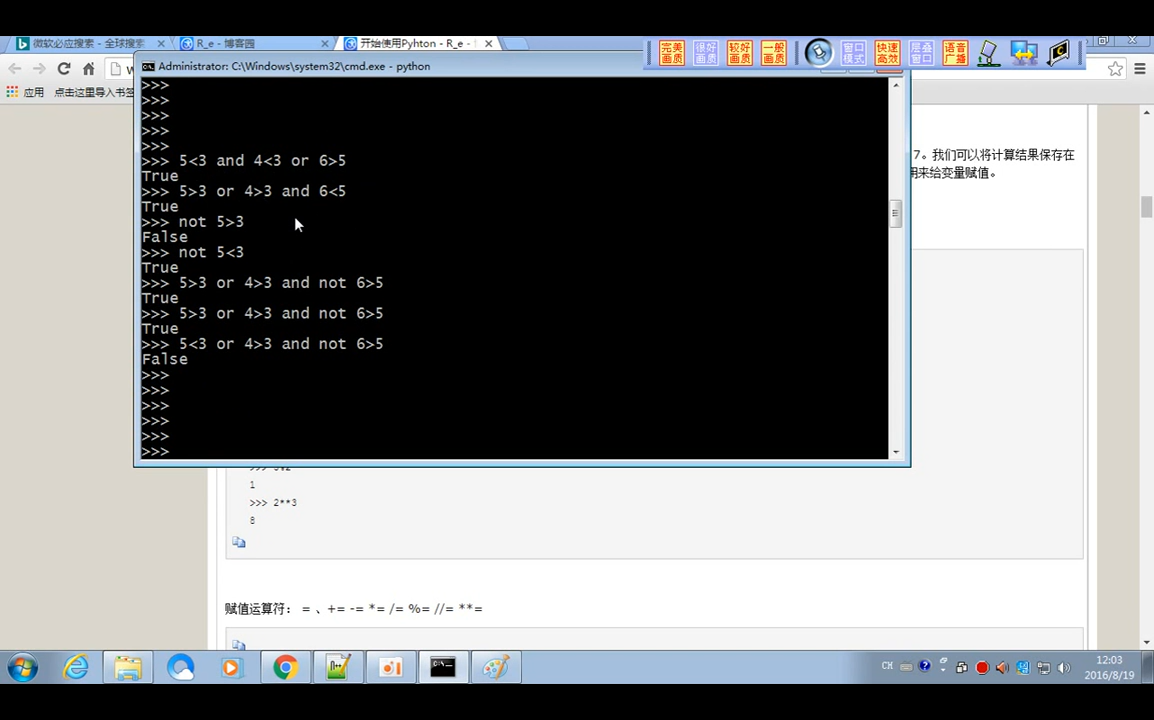 微软必应搜索 - 全球搜索
R_e - 博客园
开始使用Pyhton - R_e -
完美画质
很好画质
较好画质
一般画质
窗口模式
快速高效
层叠窗口
语音广播
Administrator: C:\Windows\system32\cmd.exe - python
应用 点击这里导入书签
>>>
>>>
>>>
>>>
>>>
>>> 5<3 and 4<3 or 6>5
True
>>> 5>3 or 4>3 and 6<5
True
>>> not 5>3
False
>>> not 5<3
True
>>> 5>3 or 4>3 and not 6>5
True
>>> 5>3 or 4>3 and not 6>5
True
>>> 5<3 or 4>3 and not 6>5
False
>>>
>>>
>>>
>>>
>>>
>>>
7。我们可以将计算结果保存在
用来给变量赋值。
1
>>> 2**3
8
赋值运算符： = 、+= -= *= /= %= //= **=
CH
12:03
2016/8/19